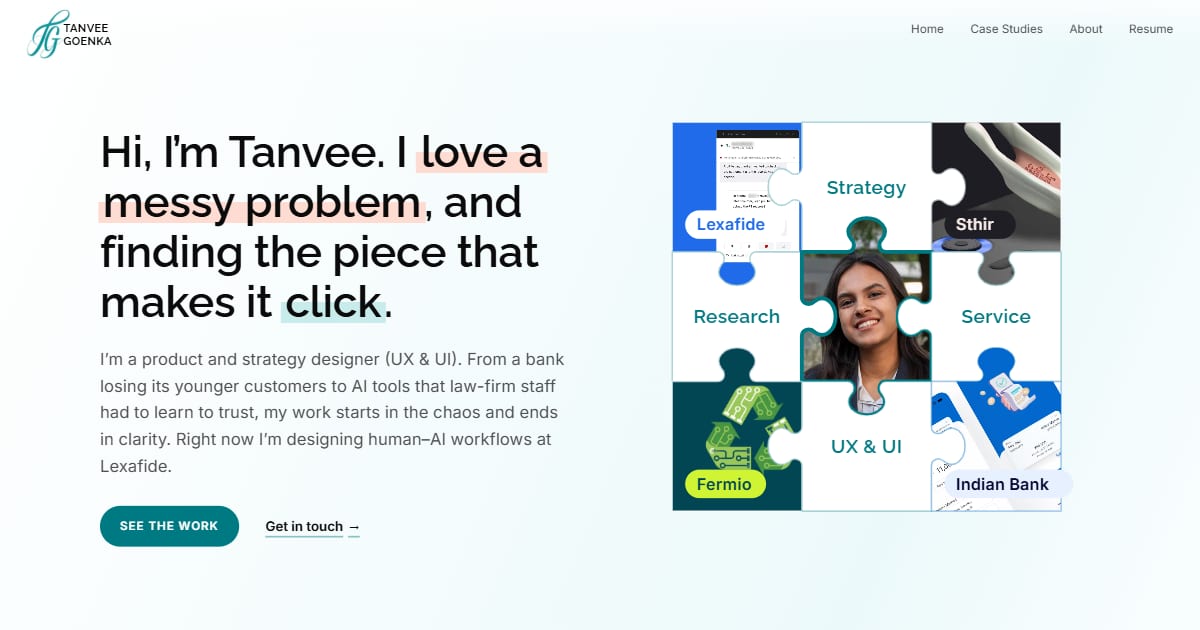 TANVEE
GOENKA
Home
Case Studies
About
Resume
Hi, I’m Tanvee. I love a
messy problem, and
finding the piece that
makes it click.
I’m a product and strategy designer (UX & UI). From a bank
losing its younger customers to AI tools that law-firm staff
had to learn to trust, my work starts in the chaos and ends
in clarity. Right now I’m designing human–AI workflows at
Lexafide.
SEE THE WORK
Get in touch →
Lexafide
Strategy
Sthir
Research
Service
Fermio
UX & UI
Indian Bank